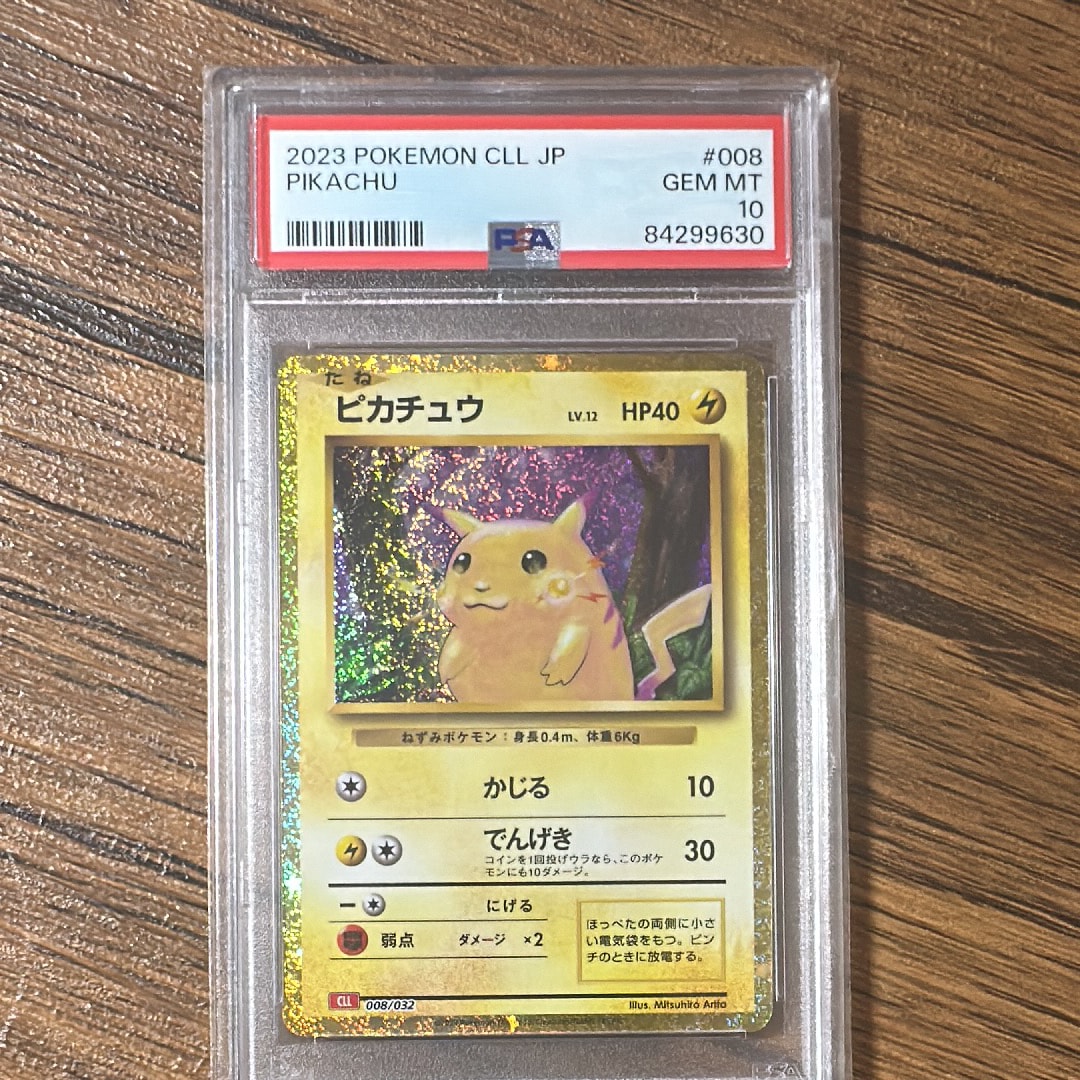 2023 POKEMON CLL JP #008
PIKACHU GEM MT
10
PSA 84299630
たね
ピカチュウ LV.12 HP40
ねずみポケモン:身長0.4m、体重6Kg
かじる 10
でんげき 30
コインを1回投げウラなら、このポケ
モンにも10ダメージ。
にげる
弱点 ダメージ ×2
ほっぺたの両側に小さ
い電気袋をもつ。ピン
チのときに放電する。
CLL 008/032 Illus. Mitsuhiro Arita
PSA